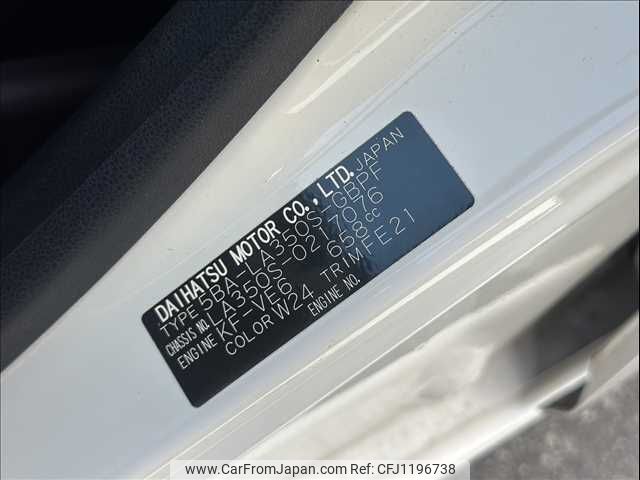 DAIHATSU MOTOR CO.,LTD. JAPAN
TYPE 5BA-LA350S-GBPF
CHASSIS NO. LA350S-0217076
ENGINE KF-VE6 658cc
COLOR W24 TRIM FE21
ENGINE NO.
www.CarFromJapan.com - CFJ1196738